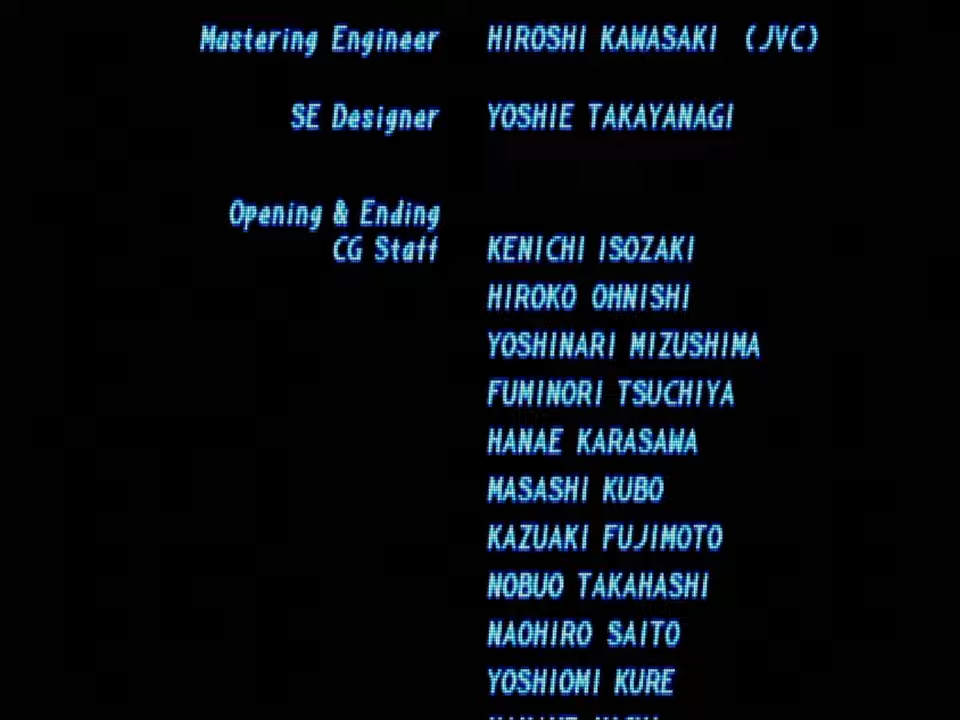 Mastering Engineer HIROSHI KAWASAKI (JVC)
SE Designer YOSHIE TAKAYANAGI
Opening & Ending
CG Staff KENICHI ISOZAKI
HIROKO OHNISHI
YOSHINARI MIZUSHIMA
FUMINORI TSUCHIYA
HANAE KARASAWA
MASASHI KUBO
KAZUAKI FUJIMOTO
NOBUO TAKAHASHI
NAOHIRO SAITO
YOSHIOMI KURE